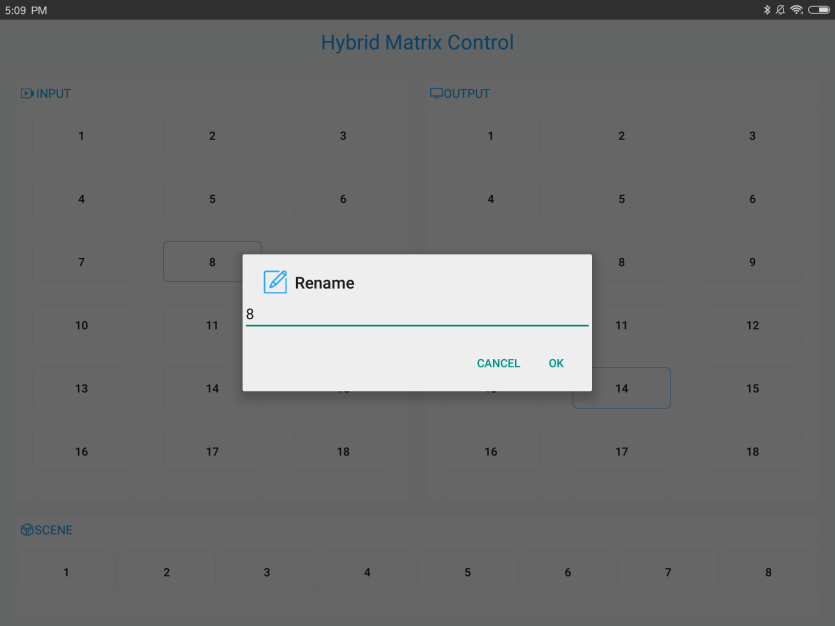 5:09 PM
Hybrid Matrix Control
INPUT
OUTPUT
1 2 3
1 2 3
4 5 6
4 5 6
7 8
8 9
Rename
8
CANCEL OK
10 11
11 12
13 14
14 15
16 17 18
16 17 18
SCENE
1 2 3 4 5 6 7 8